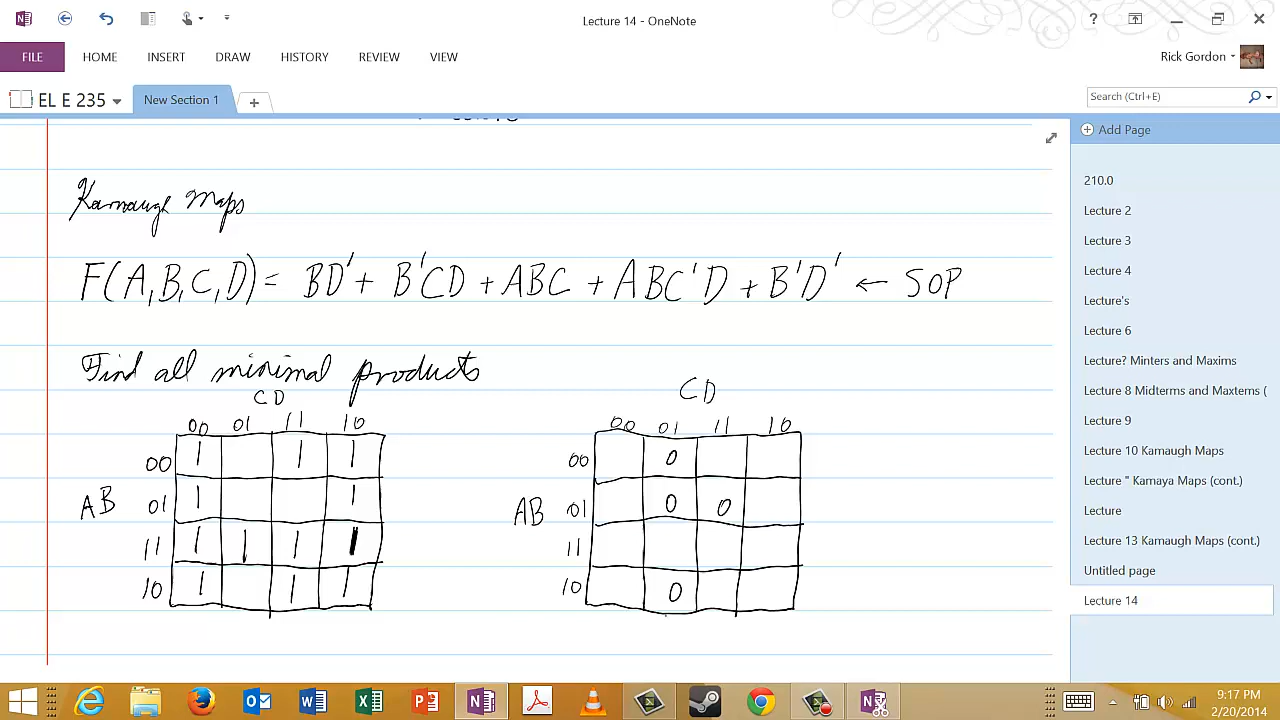 Lecture 14 - OneNote
?
FILE HOME INSERT DRAW HISTORY REVIEW VIEW
Rick Gordon
EL E 235 New Section 1 +
Search (Ctrl+E)
Add Page
210.0
Lecture 2
Lecture 3
Lecture 4
Lecture's
Lecture 6
Lecture? Minters and Maxims
Lecture 8 Midterms and Maxtems (
Lecture 9
Lecture 10 Kamaugh Maps
Lecture " Kamaya Maps (cont.)
Lecture
Lecture 13 Kamaugh Maps (cont.)
Untitled page
Lecture 14
Karnaugh Maps
F(A,B,C,D) = BD' + B'CD + ABC + ABC'D + B'D' ← SOP
Find all minimal products
CD
00 01 11 10
00 1 1 1
AB 01 1 1
11 1 1 1 1
10 1 1 1
CD
00 01 11 10
00 0
AB 01 0 0
11
10 0
9:17 PM
2/20/2014